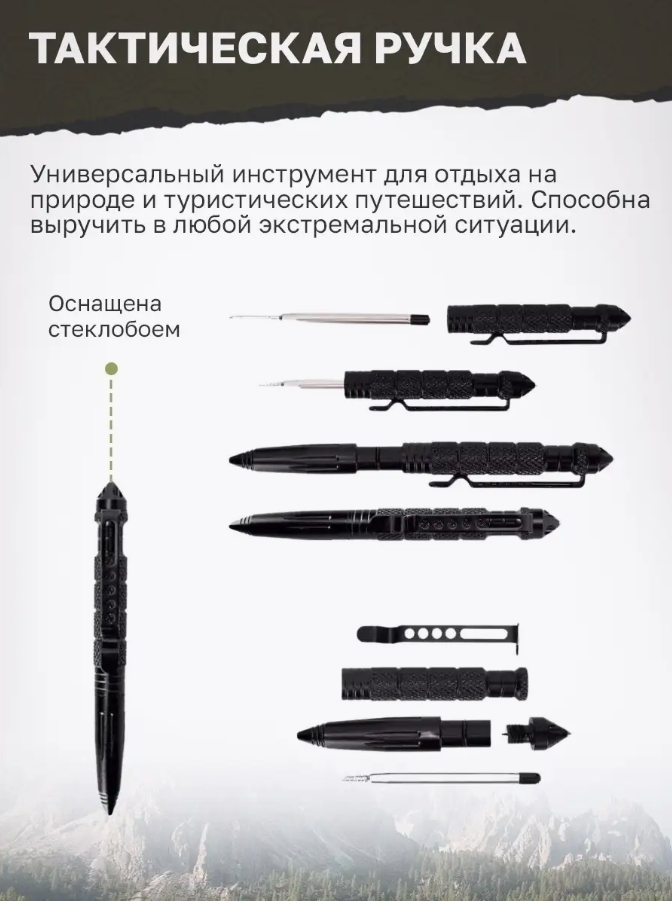 ТАКТИЧЕСКАЯ РУЧКА
Универсальный инструмент для отдыха на
природе и туристических путешествий. Способна
выручить в любой экстремальной ситуации.
Оснащена
стеклобоем